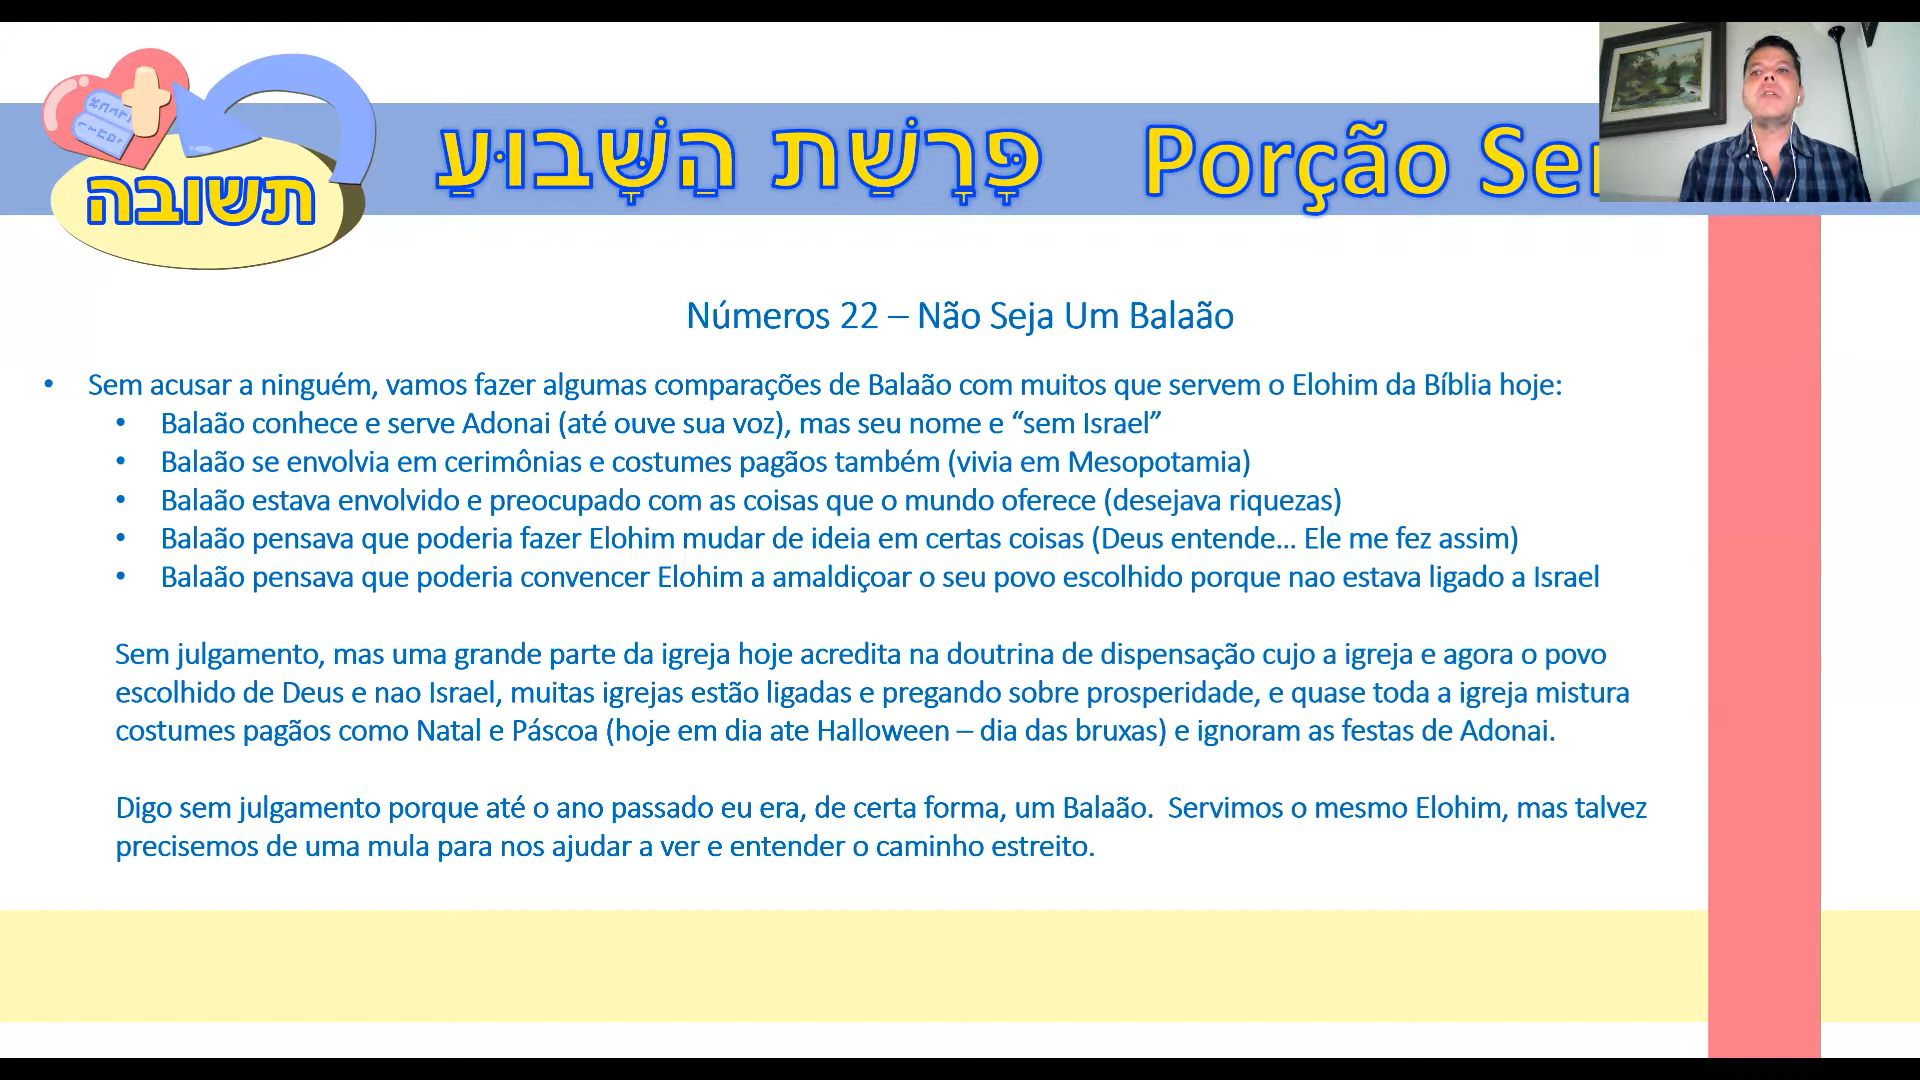 תשובה
פָּרָשַׁת הַשָּׁבוּעַ Porção
Números 22 – Não Seja Um Balaão
• Sem acusar a ninguém, vamos fazer algumas comparações de Balaão com muitos que servem o Elohim da Bíblia hoje:
• Balaão conhece e serve Adonai (até ouve sua voz), mas seu nome e “sem Israel”
• Balaão se envolvia em cerimônias e costumes pagãos também (vivia em Mesopotamia)
• Balaão estava envolvido e preocupado com as coisas que o mundo oferece (desejava riquezas)
• Balaão pensava que poderia fazer Elohim mudar de ideia em certas coisas (Deus entende... Ele me fez assim)
• Balaão pensava que poderia convencer Elohim a amaldiçoar o seu povo escolhido porque nao estava ligado a Israel
Sem julgamento, mas uma grande parte da igreja hoje acredita na doutrina de dispensação cujo a igreja e agora o povo
escolhido de Deus e nao Israel, muitas igrejas estão ligadas e pregando sobre prosperidade, e quase toda a igreja mistura
costumes pagãos como Natal e Páscoa (hoje em dia ate Halloween – dia das bruxas) e ignoram as festas de Adonai.
Digo sem julgamento porque até o ano passado eu era, de certa forma, um Balaão.  Servimos o mesmo Elohim, mas talvez
precisemos de uma mula para nos ajudar a ver e entender o caminho estreito.